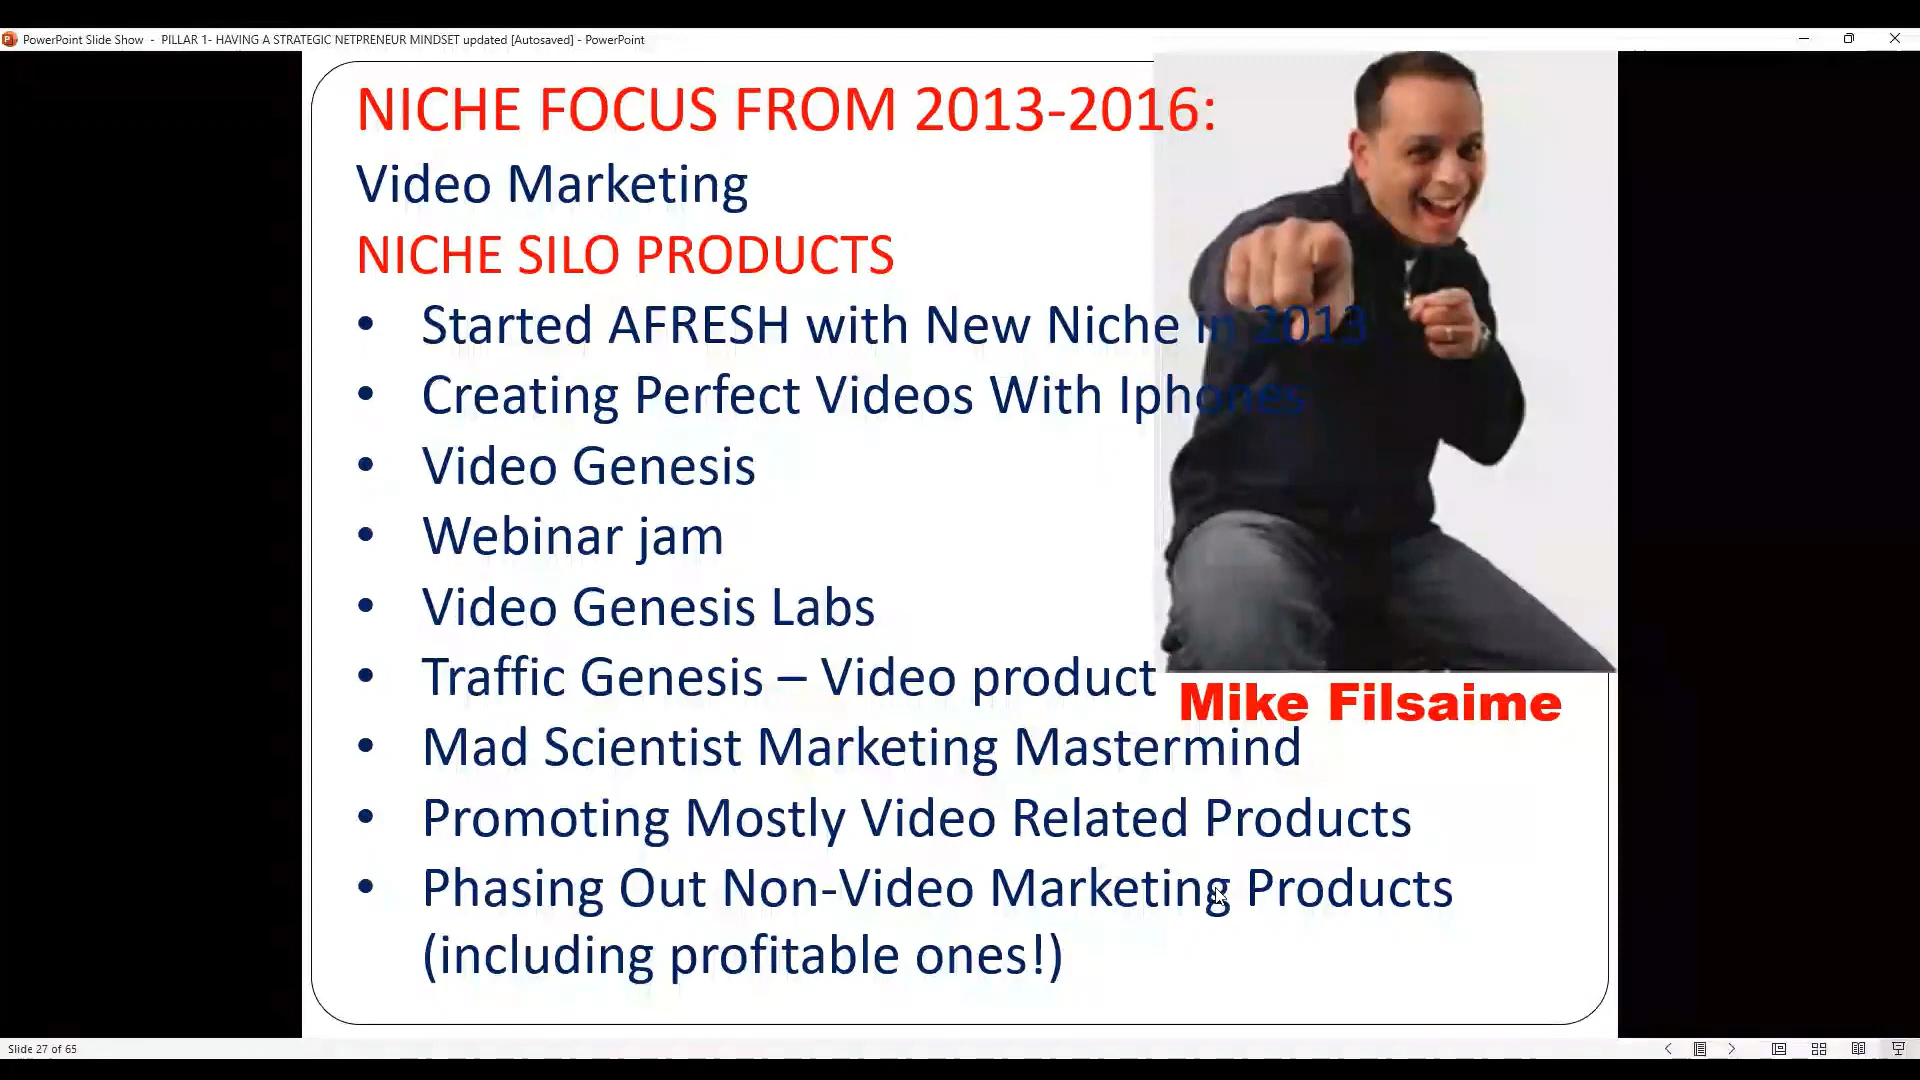 PowerPoint Slide Show - PILLAR 1- HAVING A STRATEGIC NETPRENEUR MINDSET updated [Autosaved] - PowerPoint
NICHE FOCUS FROM 2013-2016:
Video Marketing
NICHE SILO PRODUCTS
• Started AFRESH with New Niche in 2013
• Creating Perfect Videos With Iphones
• Video Genesis
• Webinar jam
• Video Genesis Labs
• Traffic Genesis – Video product
Mike Filsaime
• Mad Scientist Marketing Mastermind
• Promoting Mostly Video Related Products
• Phasing Out Non-Video Marketing Products
(including profitable ones!)
Slide 27 of 65